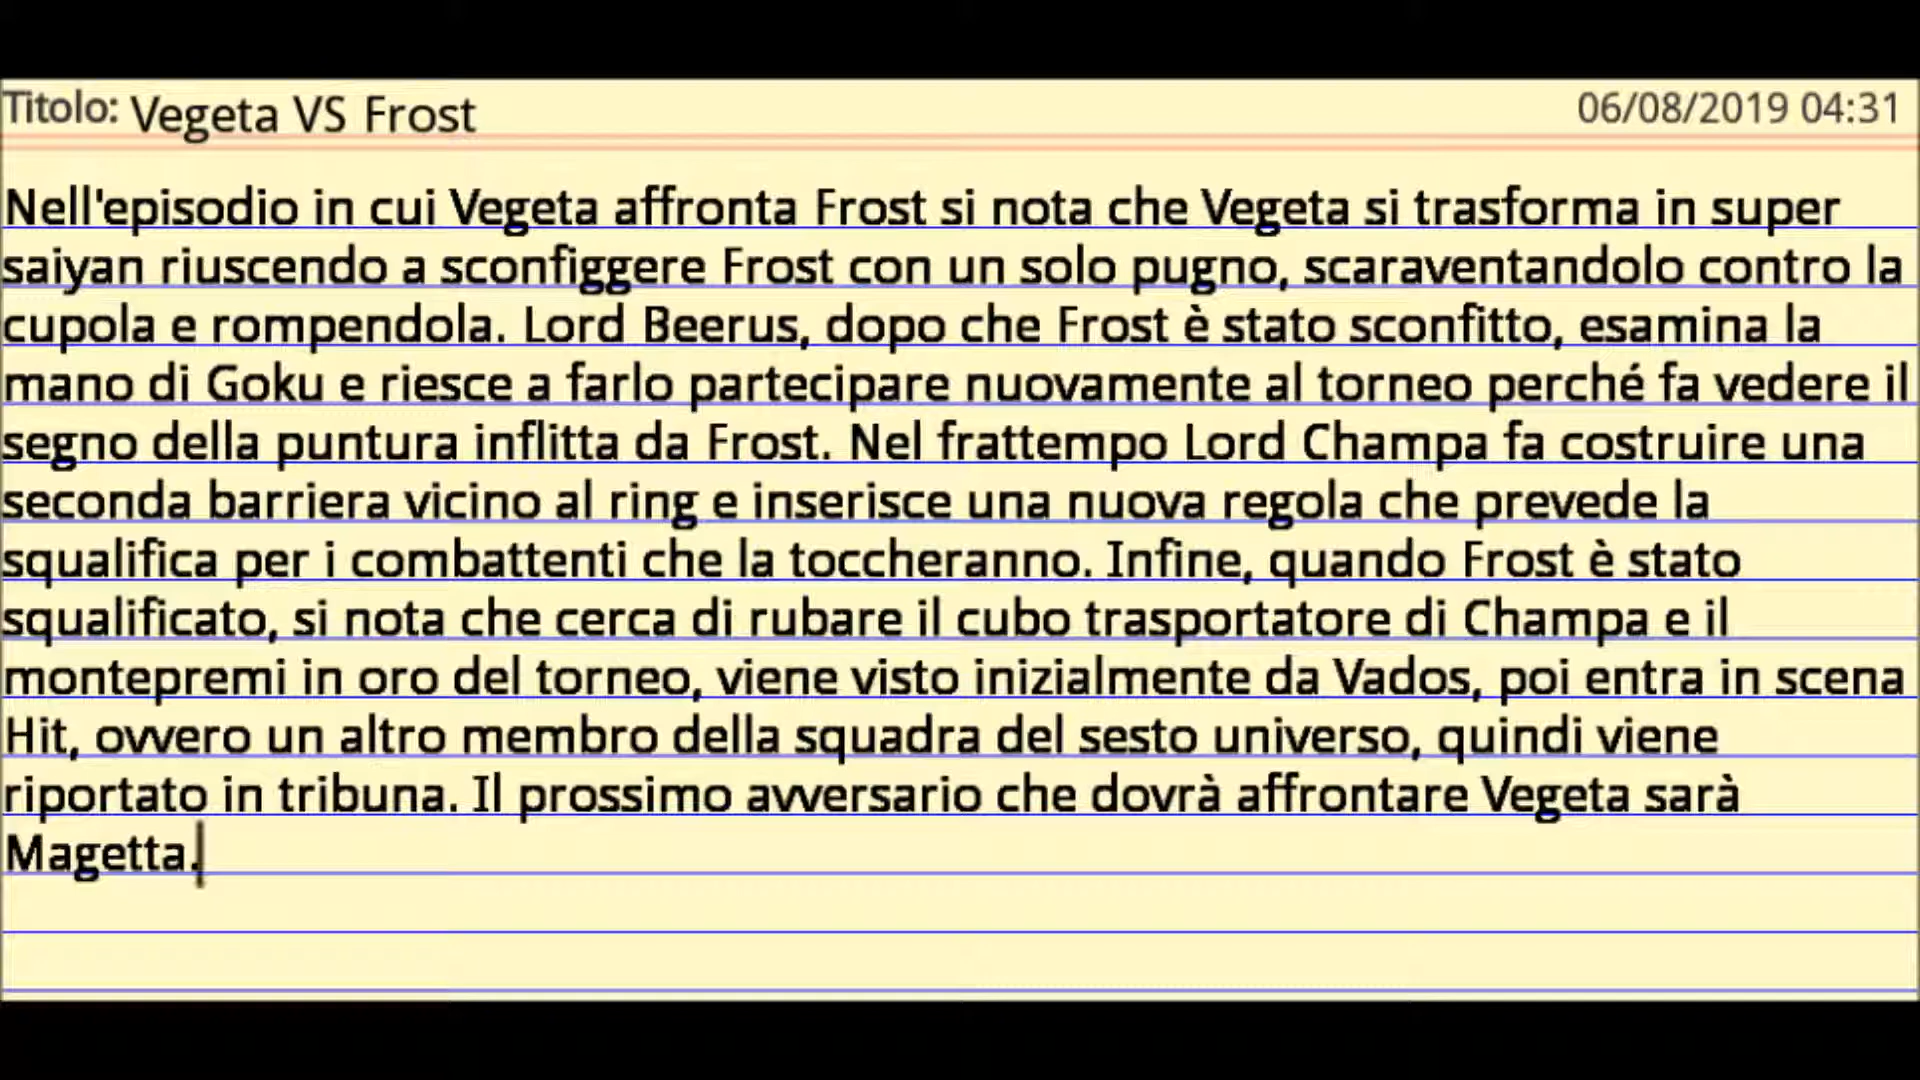 Titolo: Vegeta VS Frost 06/08/2019 04:31
Nell'episodio in cui Vegeta affronta Frost si nota che Vegeta si trasforma in super
saiyan riuscendo a sconfiggere Frost con un solo pugno, scaraventandolo contro la
cupola e rompendola. Lord Beerus, dopo che Frost è stato sconfitto, esamina la
mano di Goku e riesce a farlo partecipare nuovamente al torneo perché fa vedere il
segno della puntura inflitta da Frost. Nel frattempo Lord Champa fa costruire una
seconda barriera vicino al ring e inserisce una nuova regola che prevede la
squalifica per i combattenti che la toccheranno. Infine, quando Frost è stato
squalificato, si nota che cerca di rubare il cubo trasportatore di Champa e il
montepremi in oro del torneo, viene visto inizialmente da Vados, poi entra in scena
Hit, ovvero un altro membro della squadra del sesto universo, quindi viene
riportato in tribuna. Il prossimo avversario che dovrà affrontare Vegeta sarà
Magetta.